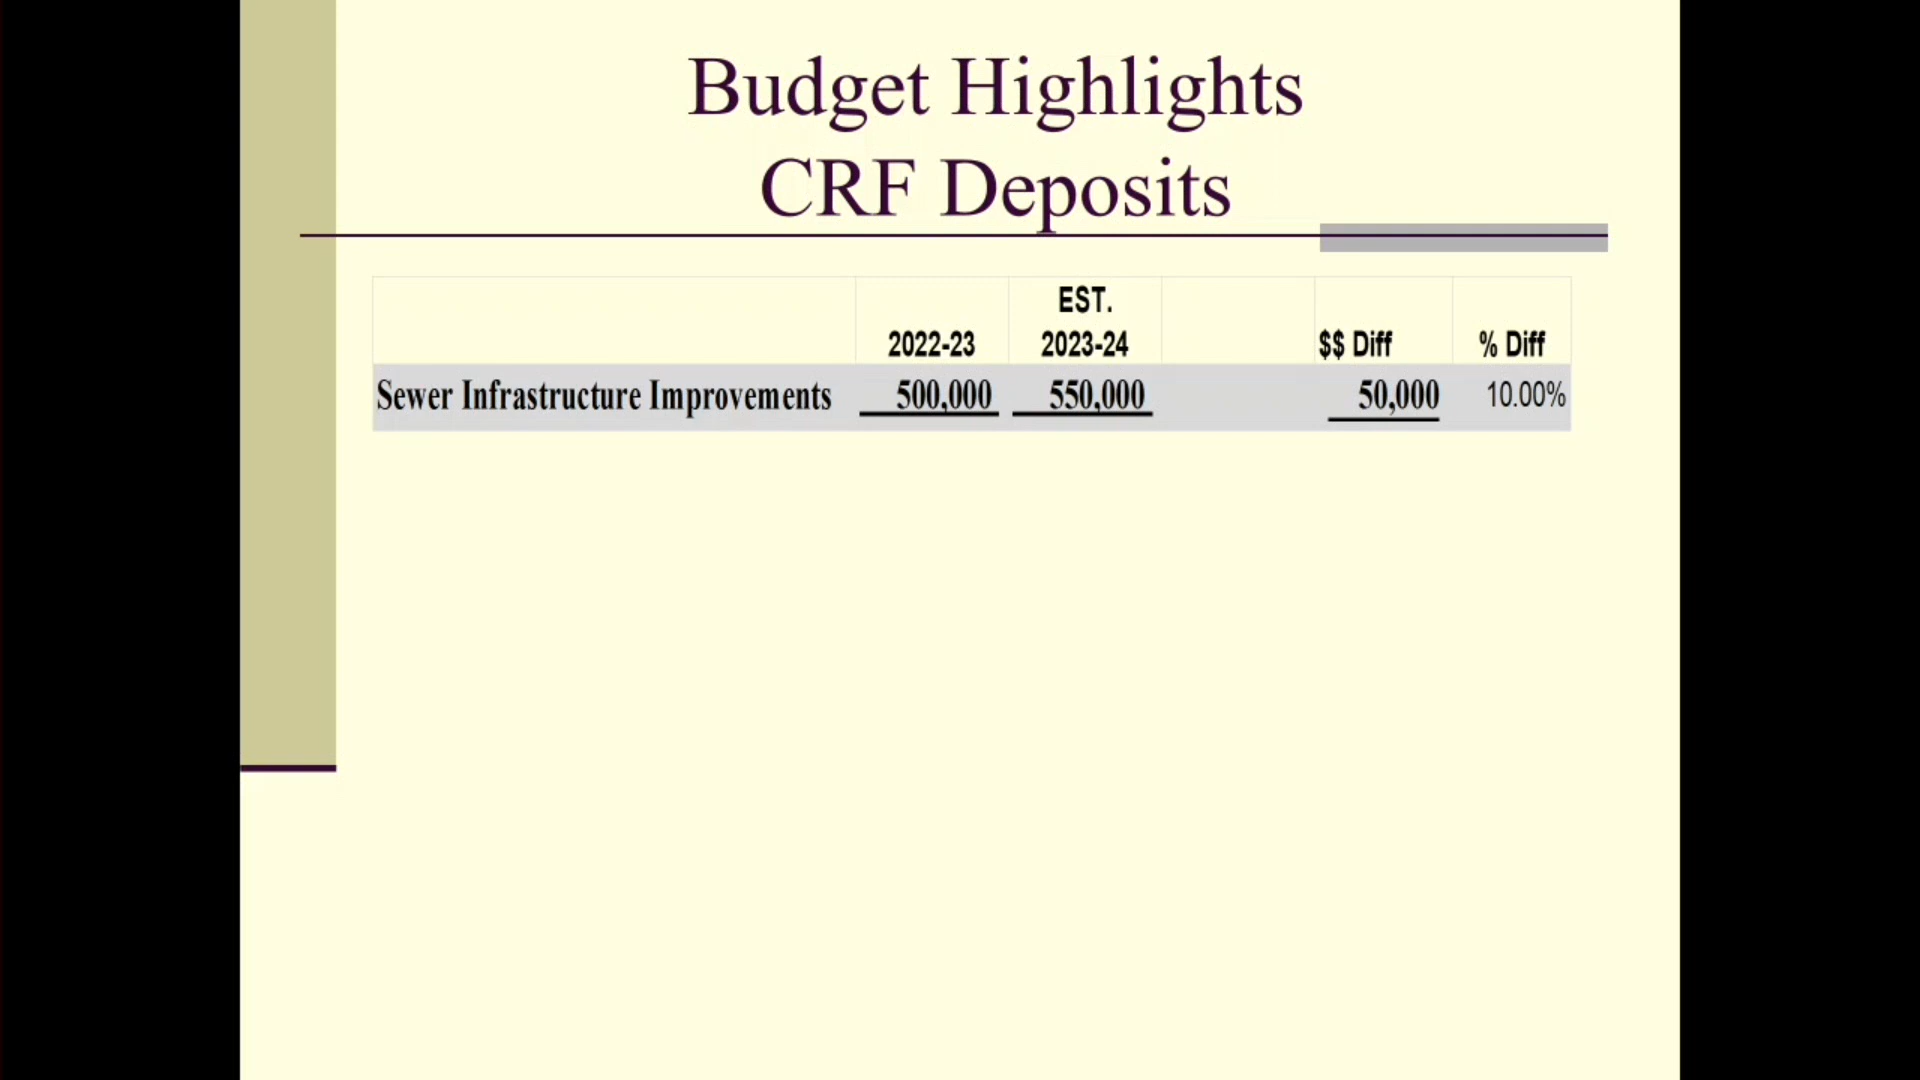 Budget Highlights
CRF Deposits
EST.
2022-23 2023-24 $$ Diff % Diff
Sewer Infrastructure Improvements 500,000 550,000 50,000 10.00%